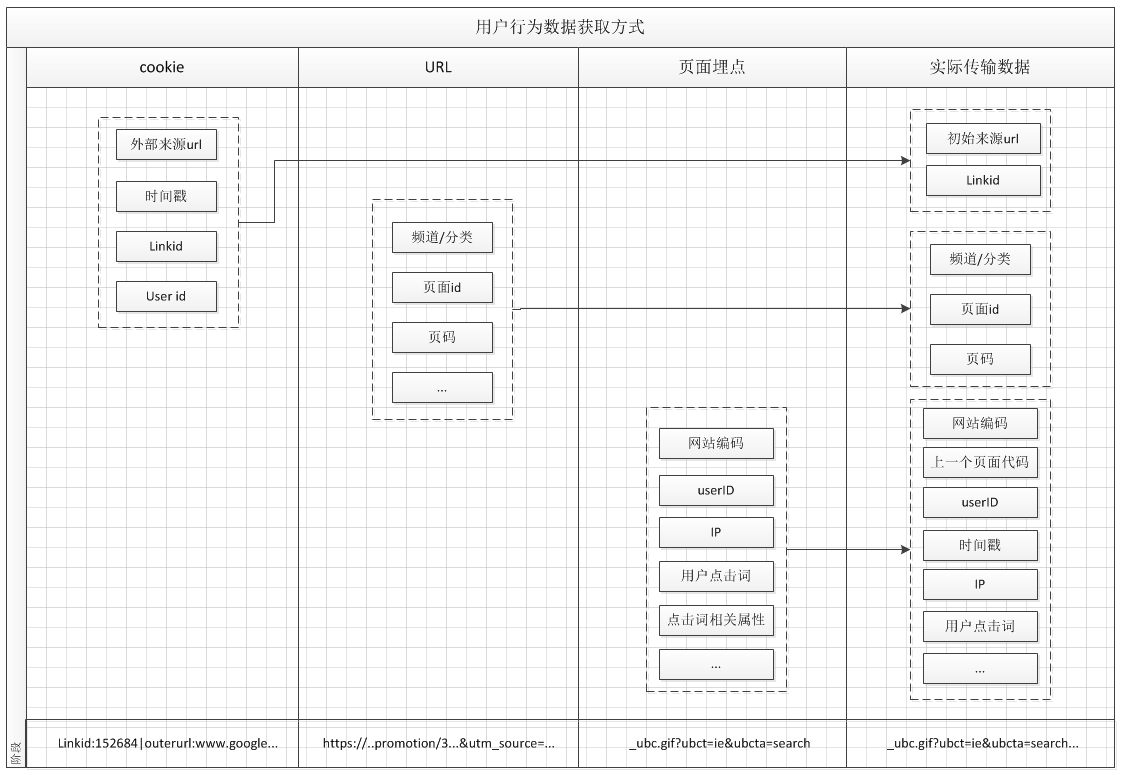 用户行为数据获取方式
cookie
URL
页面埋点
实际传输数据
外部来源url
时间戳
Linkid
User id
频道/分类
页面id
页码
...
网站编码
userID
IP
用户点击词
点击词相关属性
...
初始来源url
Linkid
频道/分类
页面id
页码
网站编码
上一个页面代码
userID
时间戳
IP
用户点击词
...
阶段
Linkid:152684|outerurl:www.google...
https://..promotion/3...&utm_source=...
_ubc.gif?ubct=ie&ubcta=search
_ubc.gif?ubct=ie&ubcta=search...